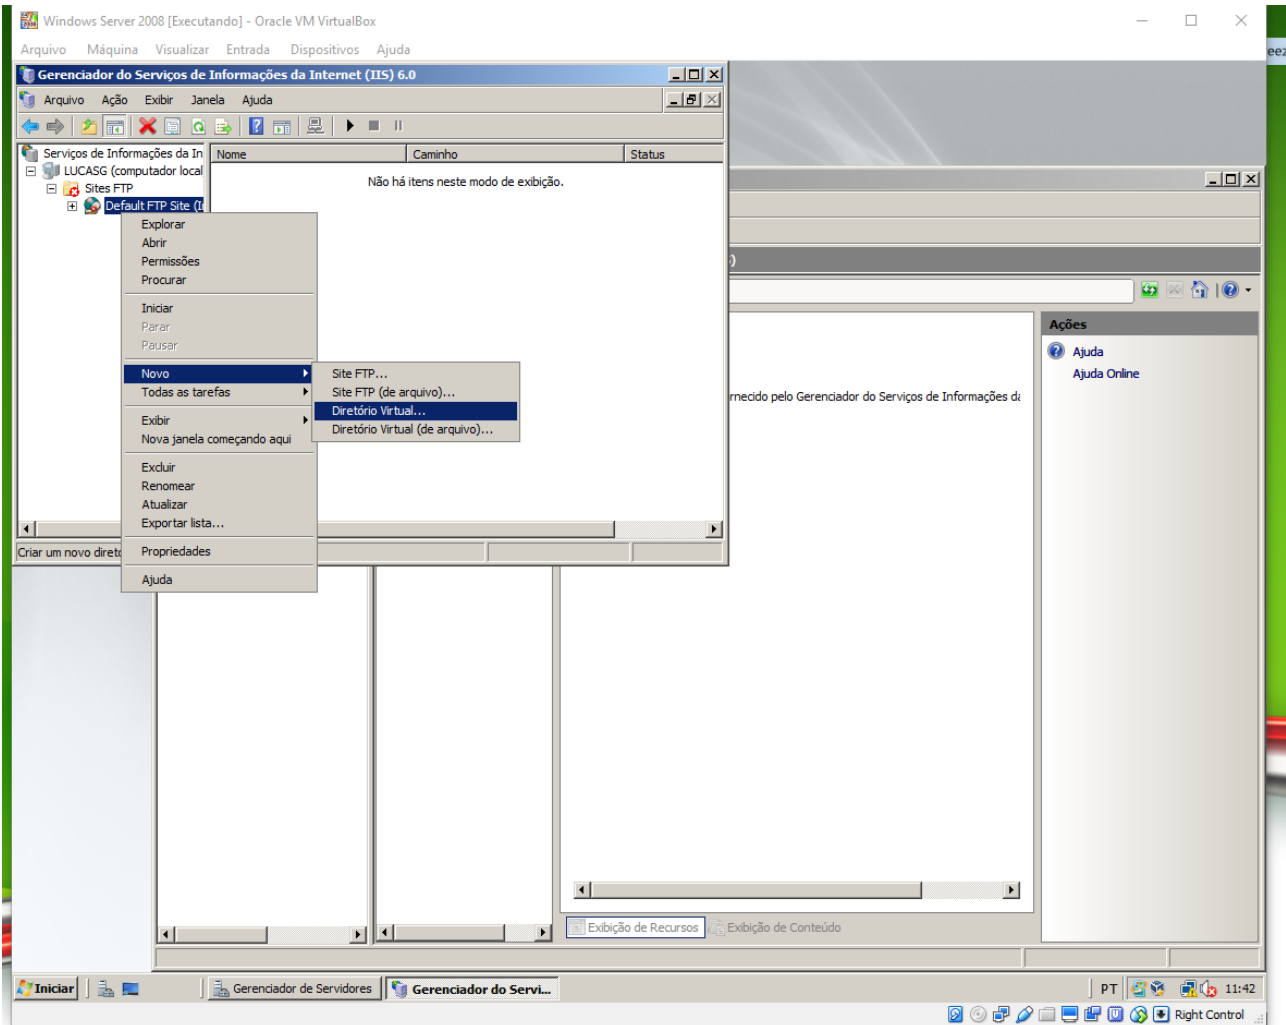 Windows Server 2008 [Executando] - Oracle VM VirtualBox
Arquivo Máquina Visualizar Entrada Dispositivos Ajuda
Gerenciador do Serviços de Informações da Internet (IIS) 6.0
Arquivo Ação Exibir Janela Ajuda
Serviços de Informações da In
LUCASG (computador local
Sites FTP
Default FTP Site (I
Nome Caminho Status
Não há itens neste modo de exibição.
Explorar
Abrir
Permissões
Procurar
Iniciar
Parar
Pausar
Novo
Todas as tarefas
Exibir
Nova janela começando aqui
Excluir
Renomear
Atualizar
Exportar lista...
Propriedades
Ajuda
Site FTP...
Site FTP (de arquivo)...
Diretório Virtual...
Diretório Virtual (de arquivo)...
Criar um novo direto
Ações
Ajuda
Ajuda Online
rnecido pelo Gerenciador do Serviços de Informações da
Exibição de Recursos Exibição de Conteúdo
Iniciar Gerenciador de Servidores Gerenciador do Servi... PT 11:42
Right Control